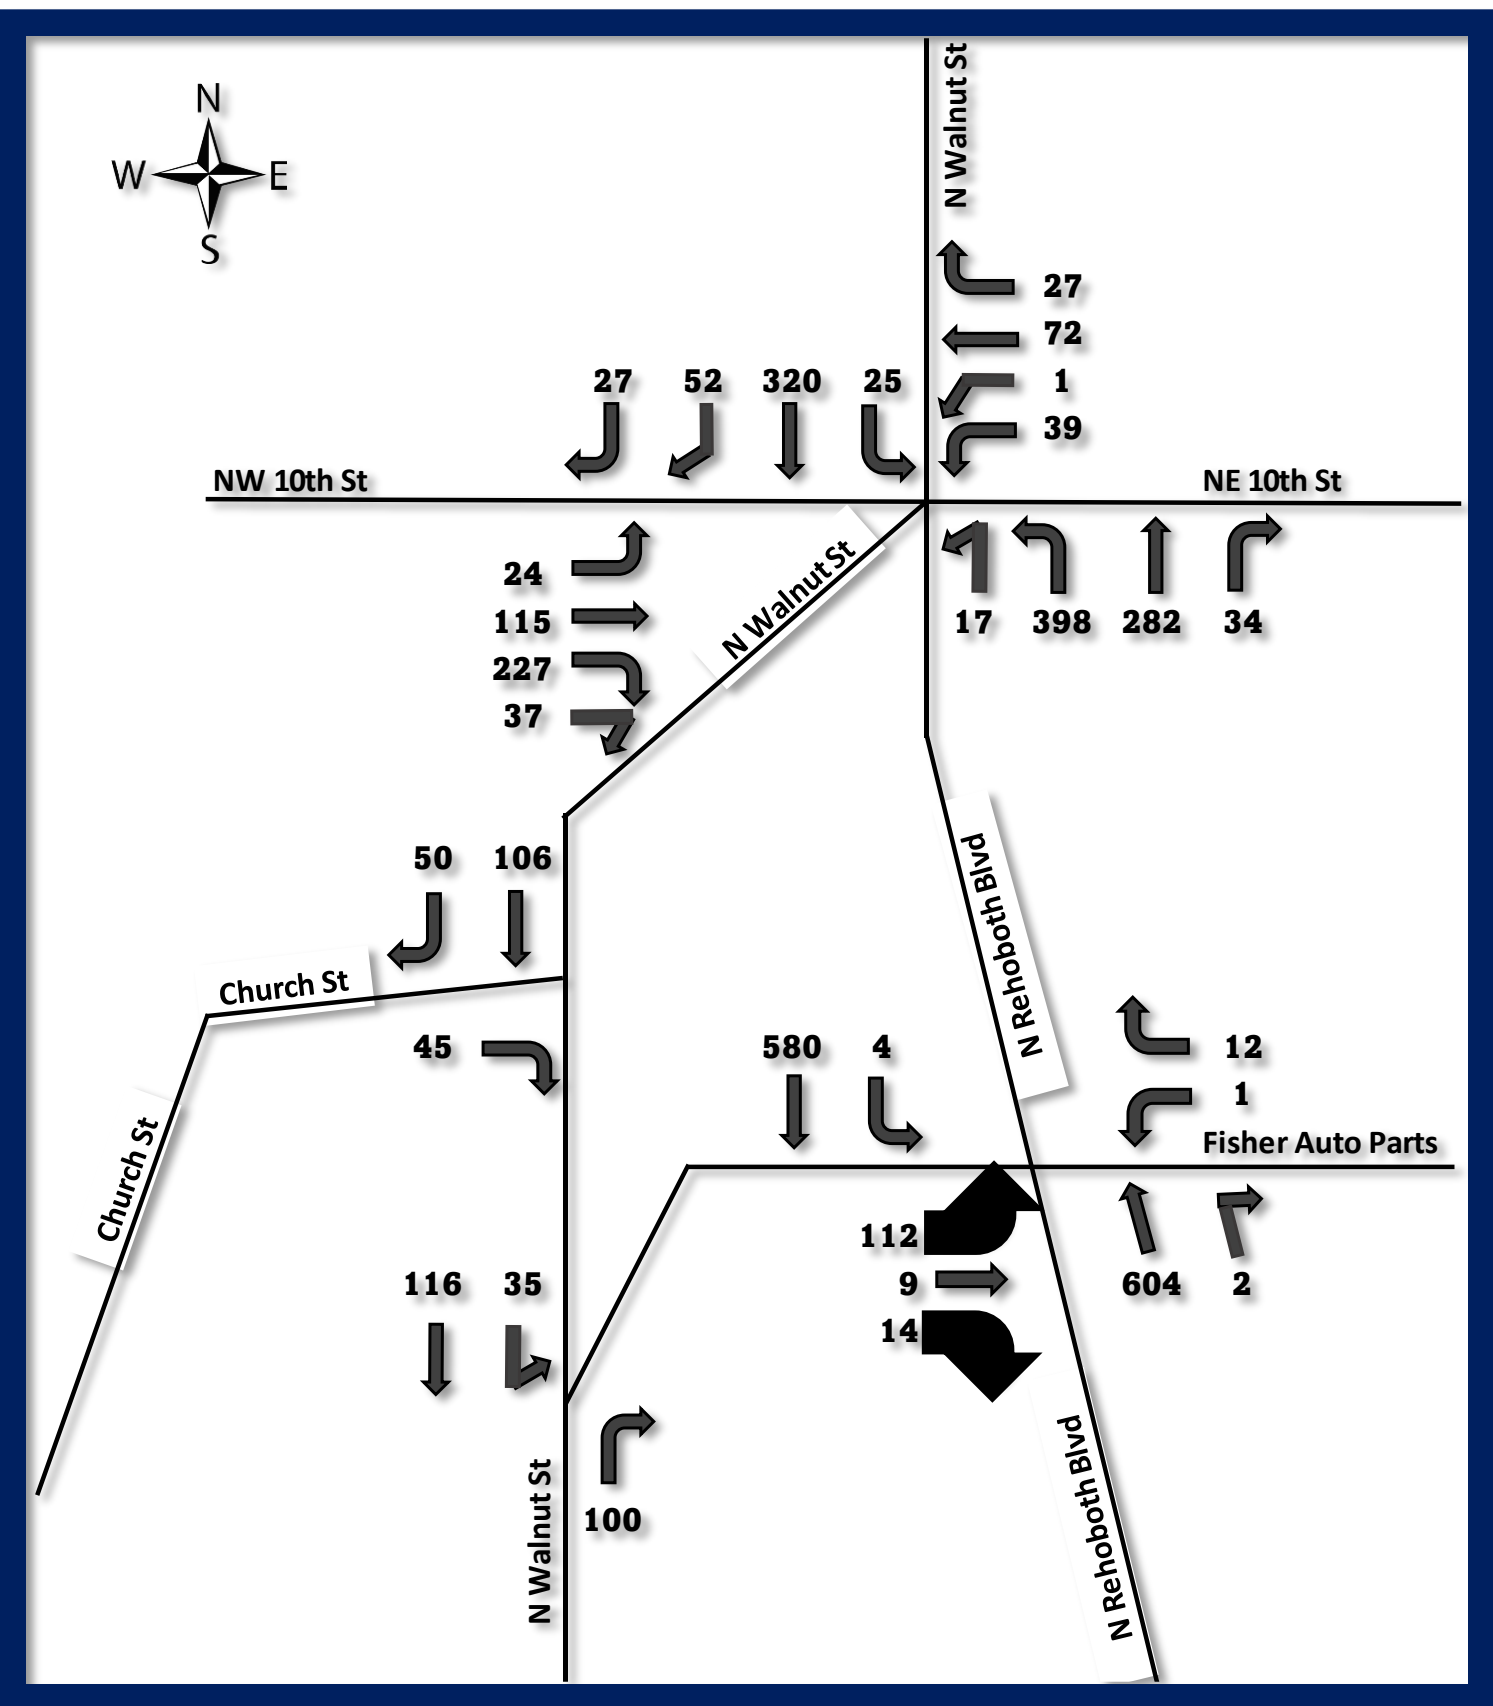 N Walnut St
N
W E
S
27
72
27 52 320 25
1
39
NW 10th St
NE 10th St
24
115
227
37
N Walnut St
17 398 282 34
50 106
N Rehoboth Blvd
Church St
45
580 4
12
1
Church St
Fisher Auto Parts
112
9
14
116 35
604 2
N Walnut St
100
N Rehoboth Blvd